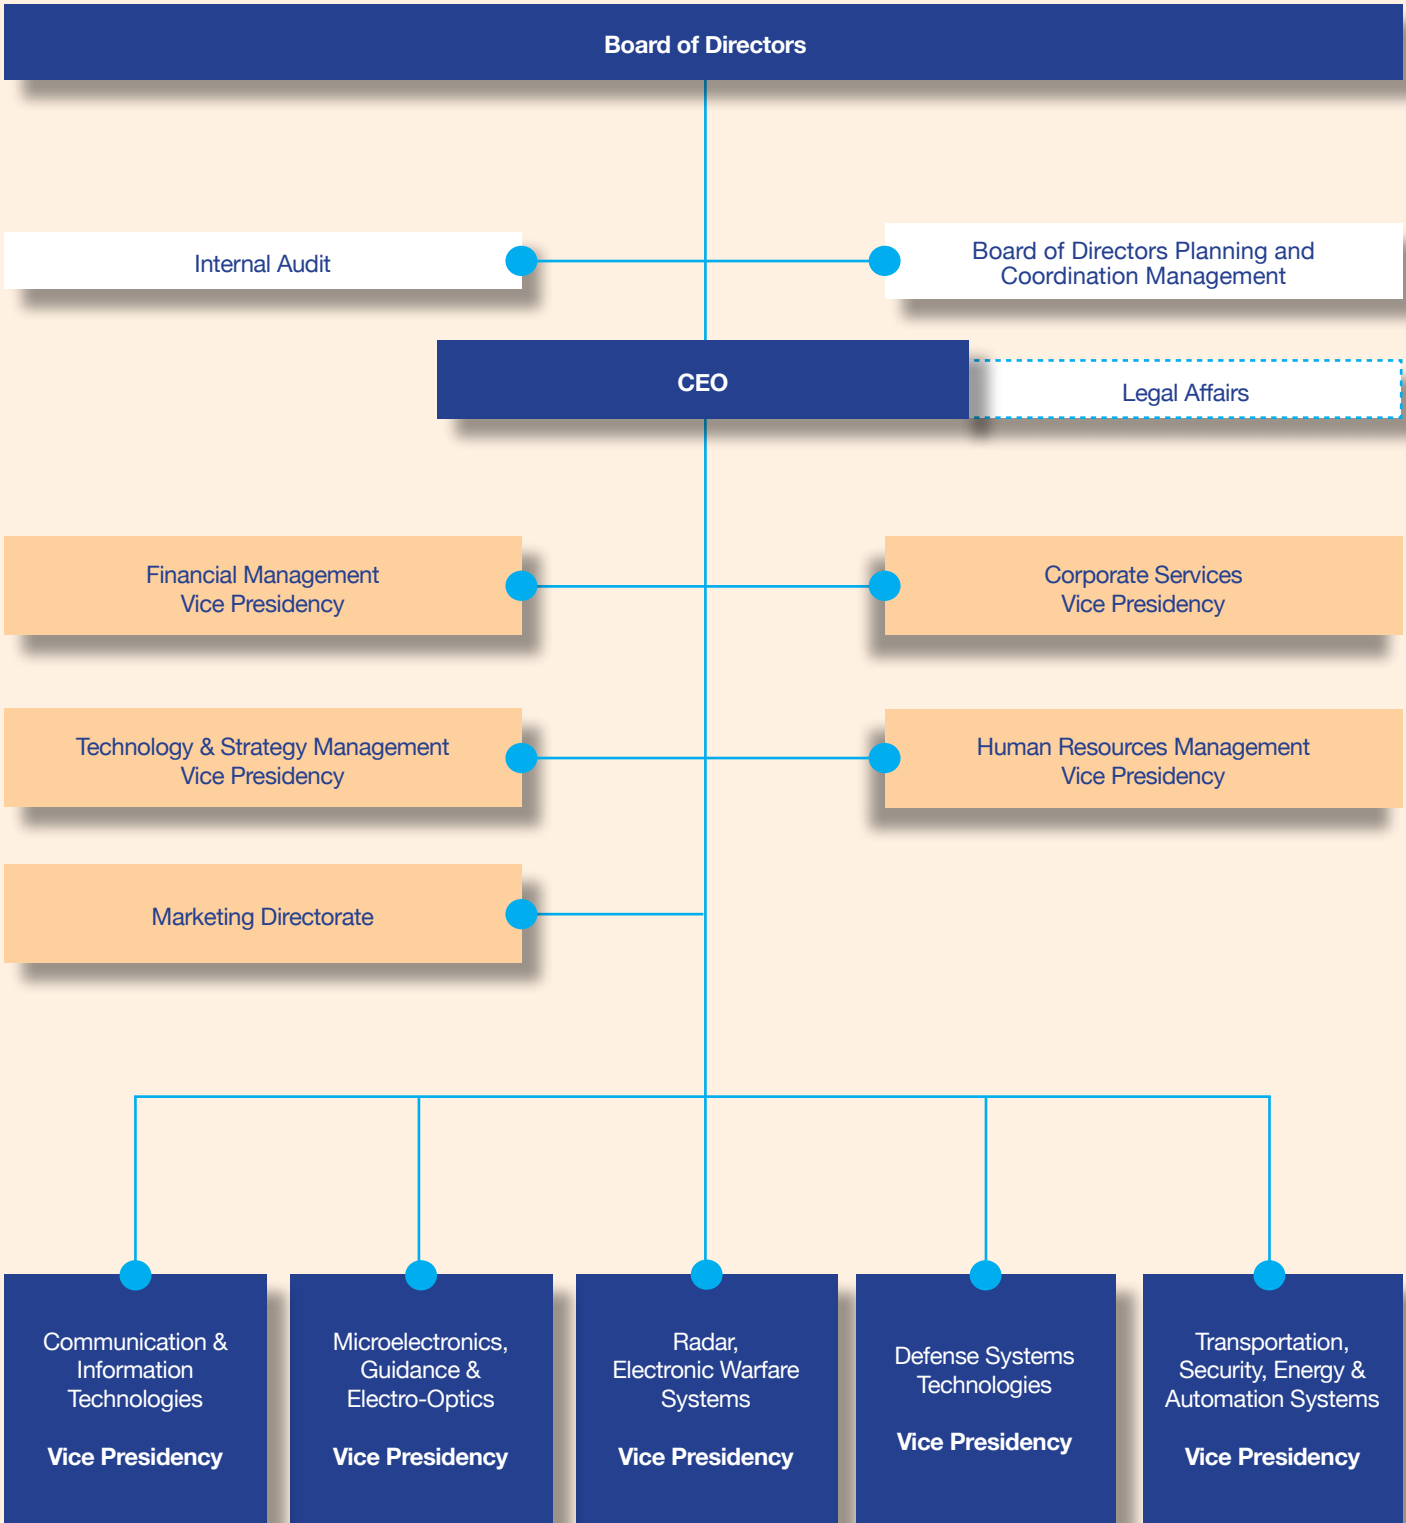 Board of Directors
Internal Audit
Board of Directors Planning and
Coordination Management
CEO
Legal Affairs
Financial Management
Vice Presidency
Corporate Services
Vice Presidency
Technology & Strategy Management
Vice Presidency
Human Resources Management
Vice Presidency
Marketing Directorate
Communication &
Information
Technologies
Vice Presidency
Microelectronics,
Guidance &
Electro-Optics
Vice Presidency
Radar,
Electronic Warfare
Systems
Vice Presidency
Defense Systems
Technologies
Vice Presidency
Transportation,
Security, Energy &
Automation Systems
Vice Presidency